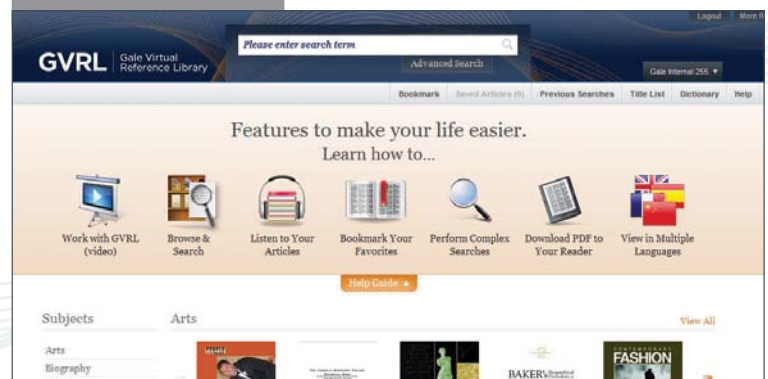 Logout More R
Please enter search term
GVRL Gale Virtual
Reference Library
Advanced Search
Gale Internal 255
Bookmark Saved Articles (0) Previous Searches Title List Dictionary Help
Features to make your life easier.
Learn how to...
Work with GVRL
(video)
Browse &
Search
Listen to Your
Articles
Bookmark Your
Favorites
Perform Complex
Searches
Download PDF to
Your Reader
View in Multiple
Languages
Help Guide
Subjects
Arts
View All
Arts
Biography
BAKER'S
CONTEMPORARY
FASHION